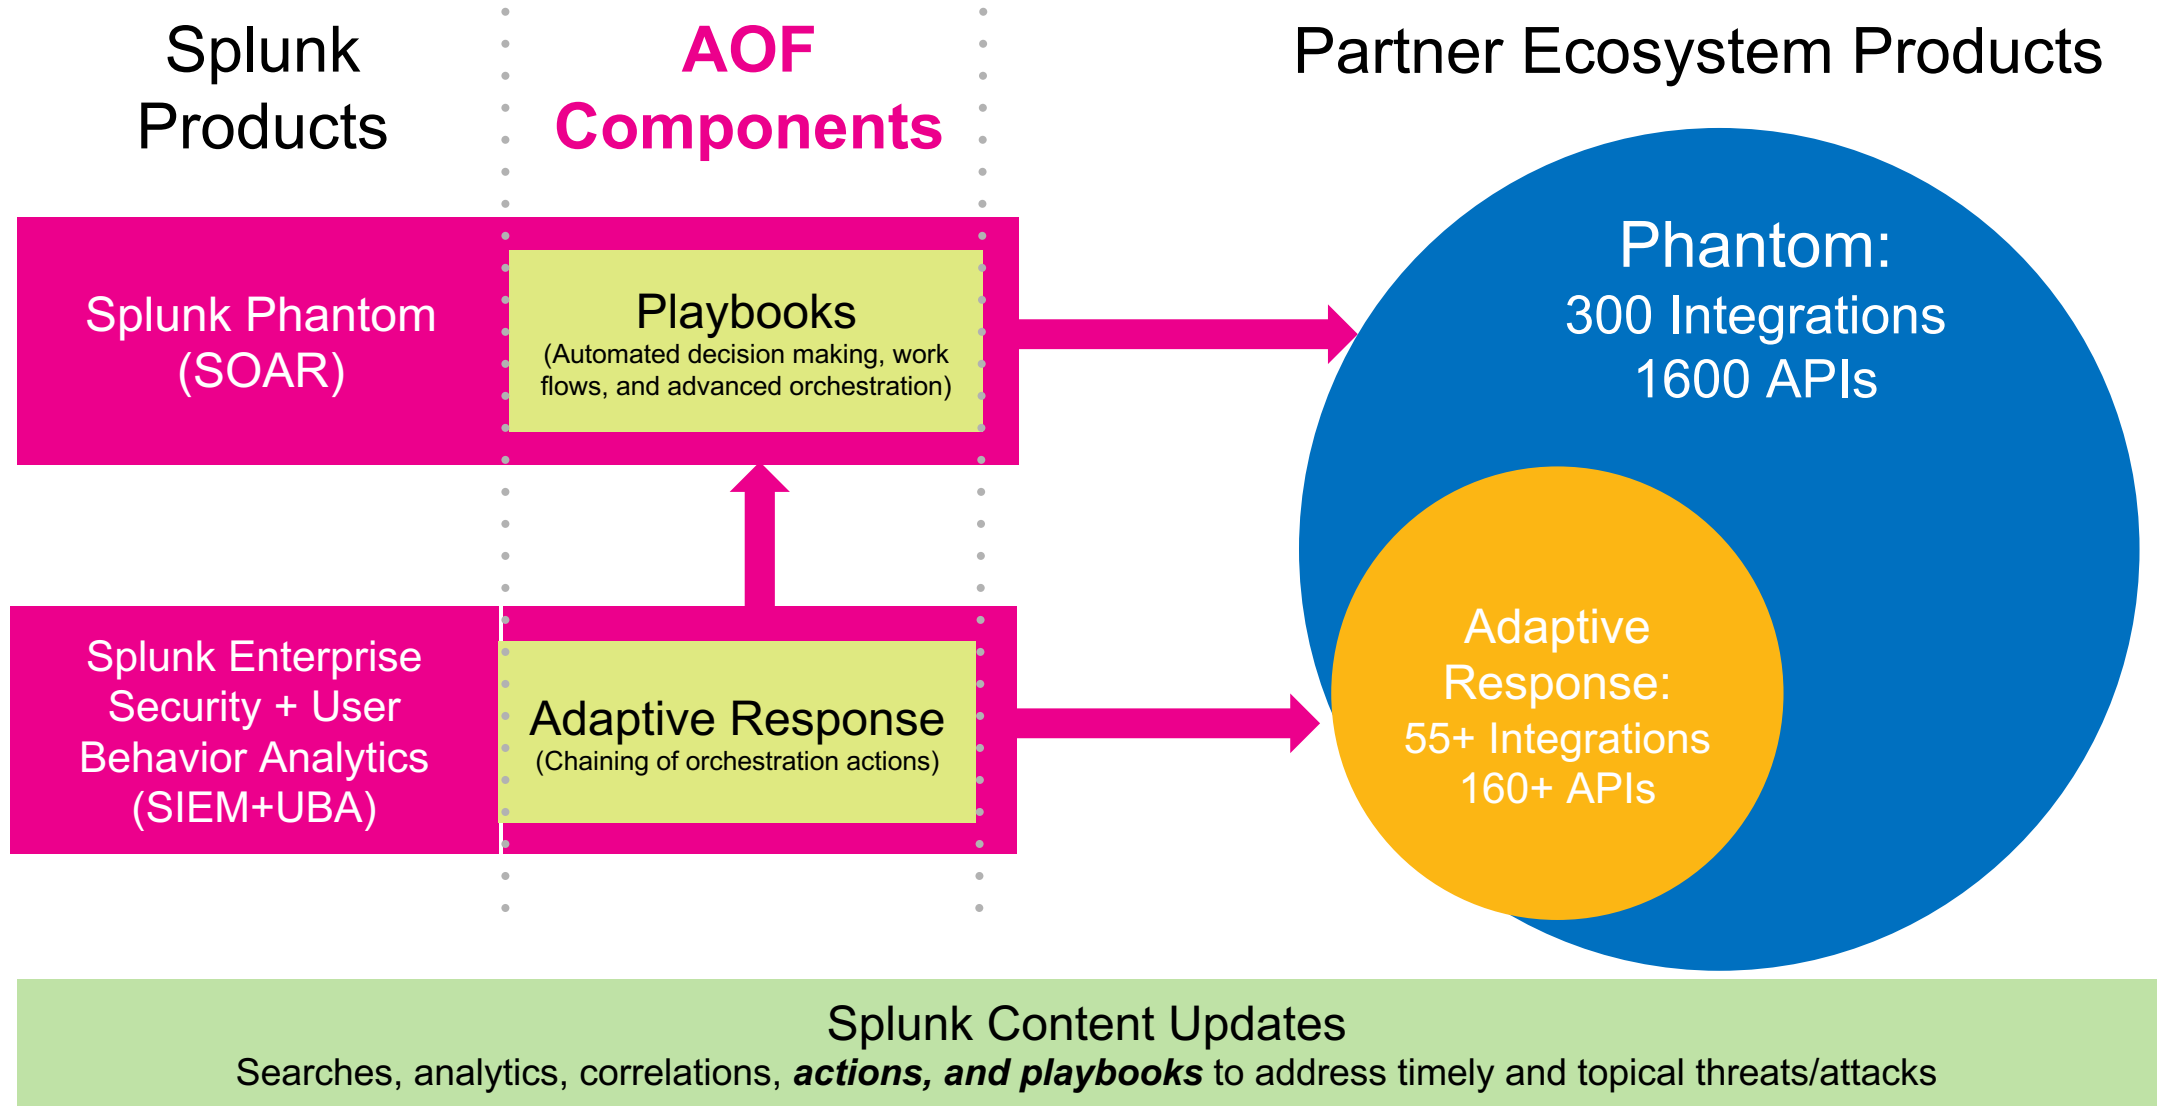 Splunk
Products
AOF
Components
Partner Ecosystem Products
Splunk Phantom
(SOAR)
Playbooks
(Automated decision making, work
flows, and advanced orchestration)
Phantom:
300 Integrations
1600 APIs
Splunk Enterprise
Security + User
Behavior Analytics
(SIEM+UBA)
Adaptive Response
(Chaining of orchestration actions)
Adaptive
Response:
55+ Integrations
160+ APIs
Splunk Content Updates
Searches, analytics, correlations, actions, and playbooks to address timely and topical threats/attacks